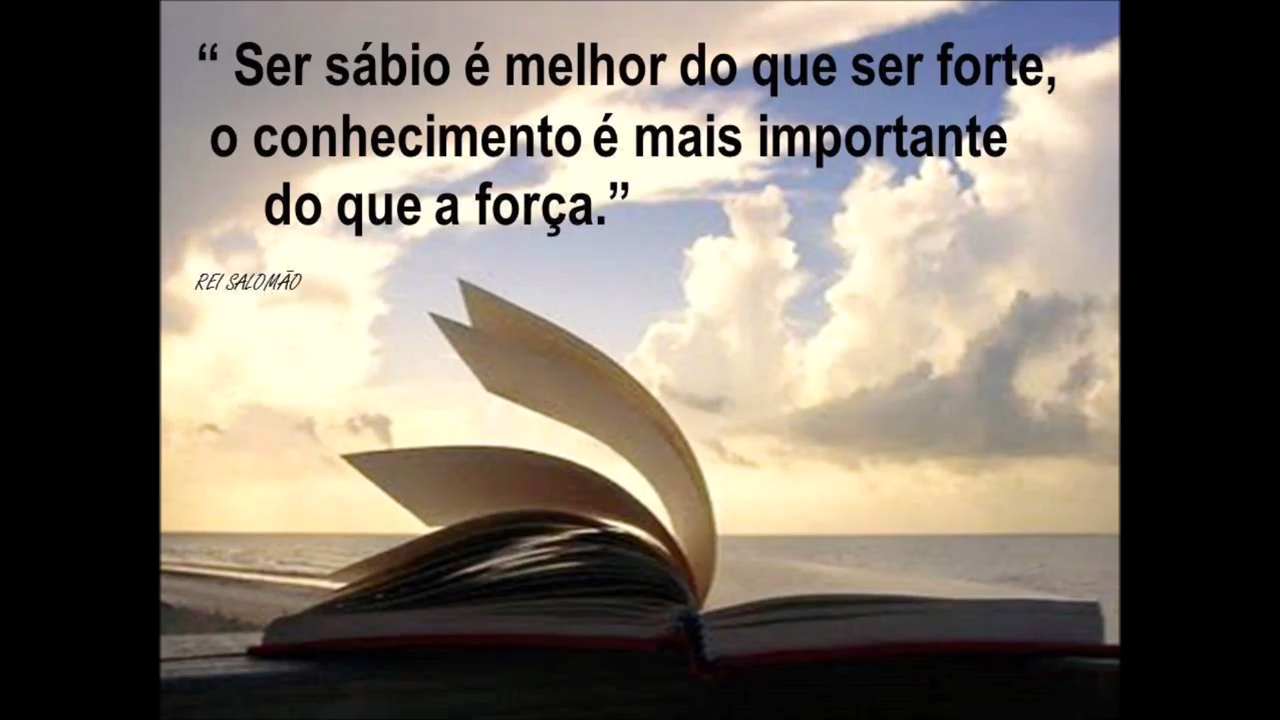 “ Ser sábio é melhor do que ser forte,
o conhecimento é mais importante
do que a força.”
REI SALOMÃO